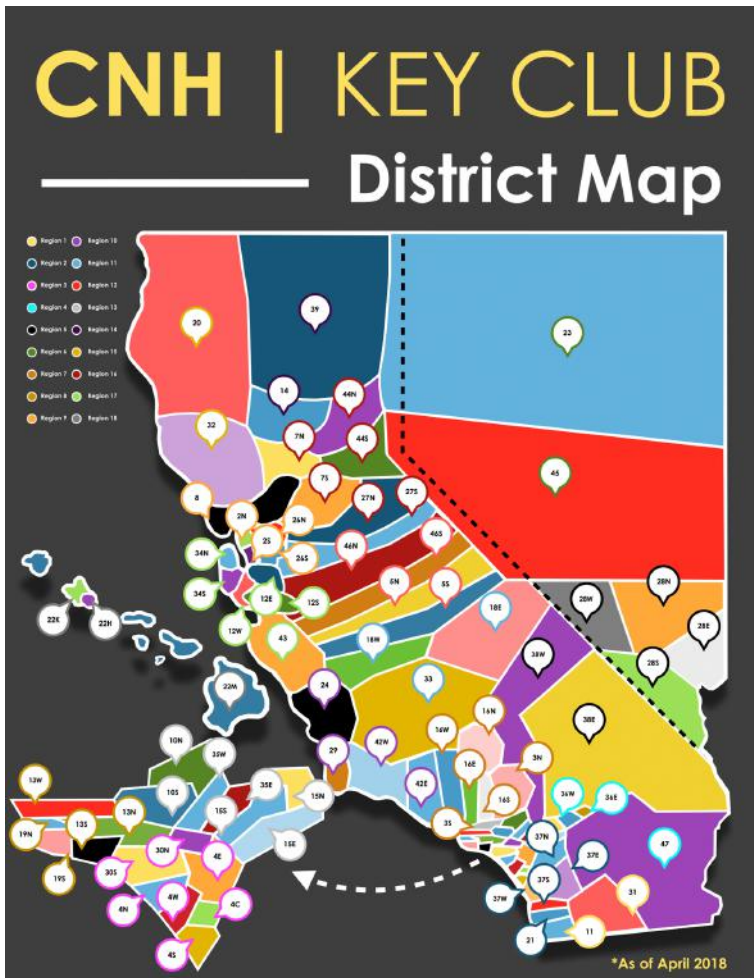 CNH | KEY CLUB
District Map
Region 1 Region 10
Region 2 Region 11
Region 3 Region 12
Region 4 Region 13
Region 5 Region 14
Region 6 Region 15
Region 7 Region 16
Region 8 Region 17
Region 9 Region 18
39
23
14
44N
32
7N
44S
45
7S
8
27N
27S
2N
26N
2S
46N
46S
34N
26S
5N
5S
28W
28N
34S
12E
12S
18E
22K
22H
28E
12W
43
18W
38W
28S
33
24
22M
16N
38E
10N
35W
29
42W
16W
16E
3N
13W
35E
42E
10S
15N
16S
36W
36E
13N
15S
3S
19N
13S
37N
30N
4E
15E
37E
47
19S
30S
37S
4N
4W
4C
37W
31
4S
21
11
*As of April 2018